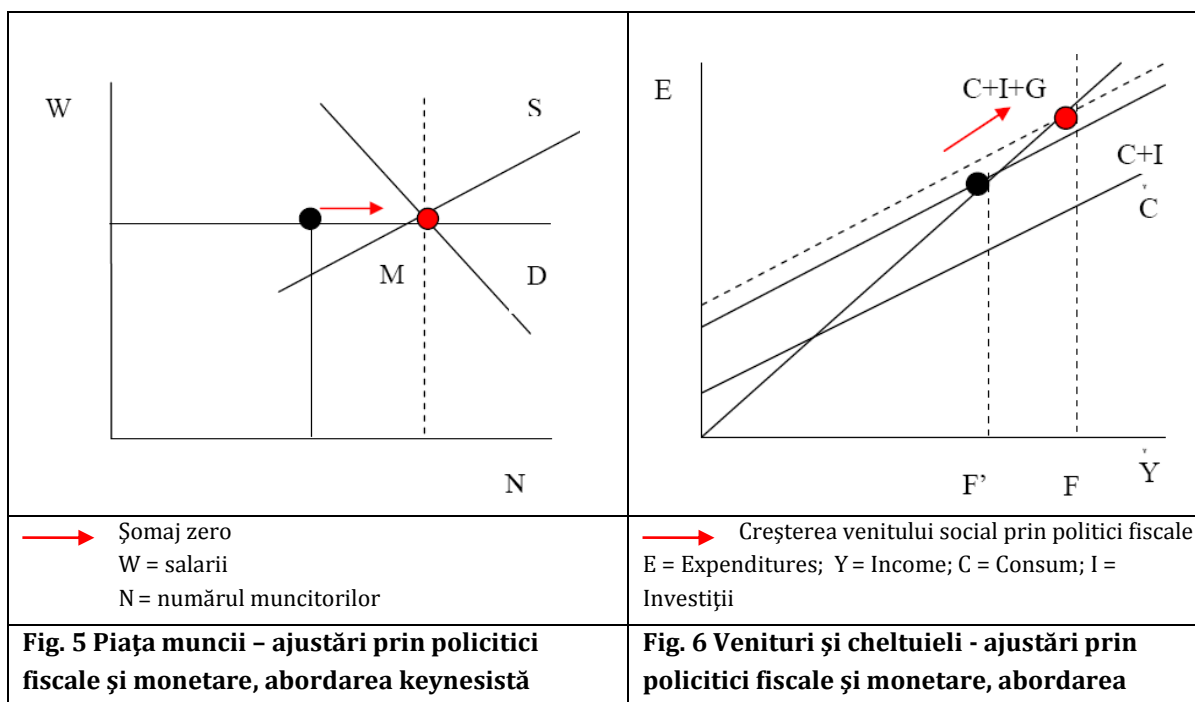 W
S
M
D
N
E
C+I+G
C+I
C
F’
F
Y
Şomaj zero
W = salarii
N = numărul muncitorilor
Creşterea venitului social prin politici fiscale
E = Expenditures; Y = Income; C = Consum; I =
Investiţii
Fig. 5 Piaţa muncii – ajustări prin policitici
fiscale şi monetare, abordarea keynesistă
Fig. 6 Venituri şi cheltuieli - ajustări prin
policitici fiscale şi monetare, abordarea